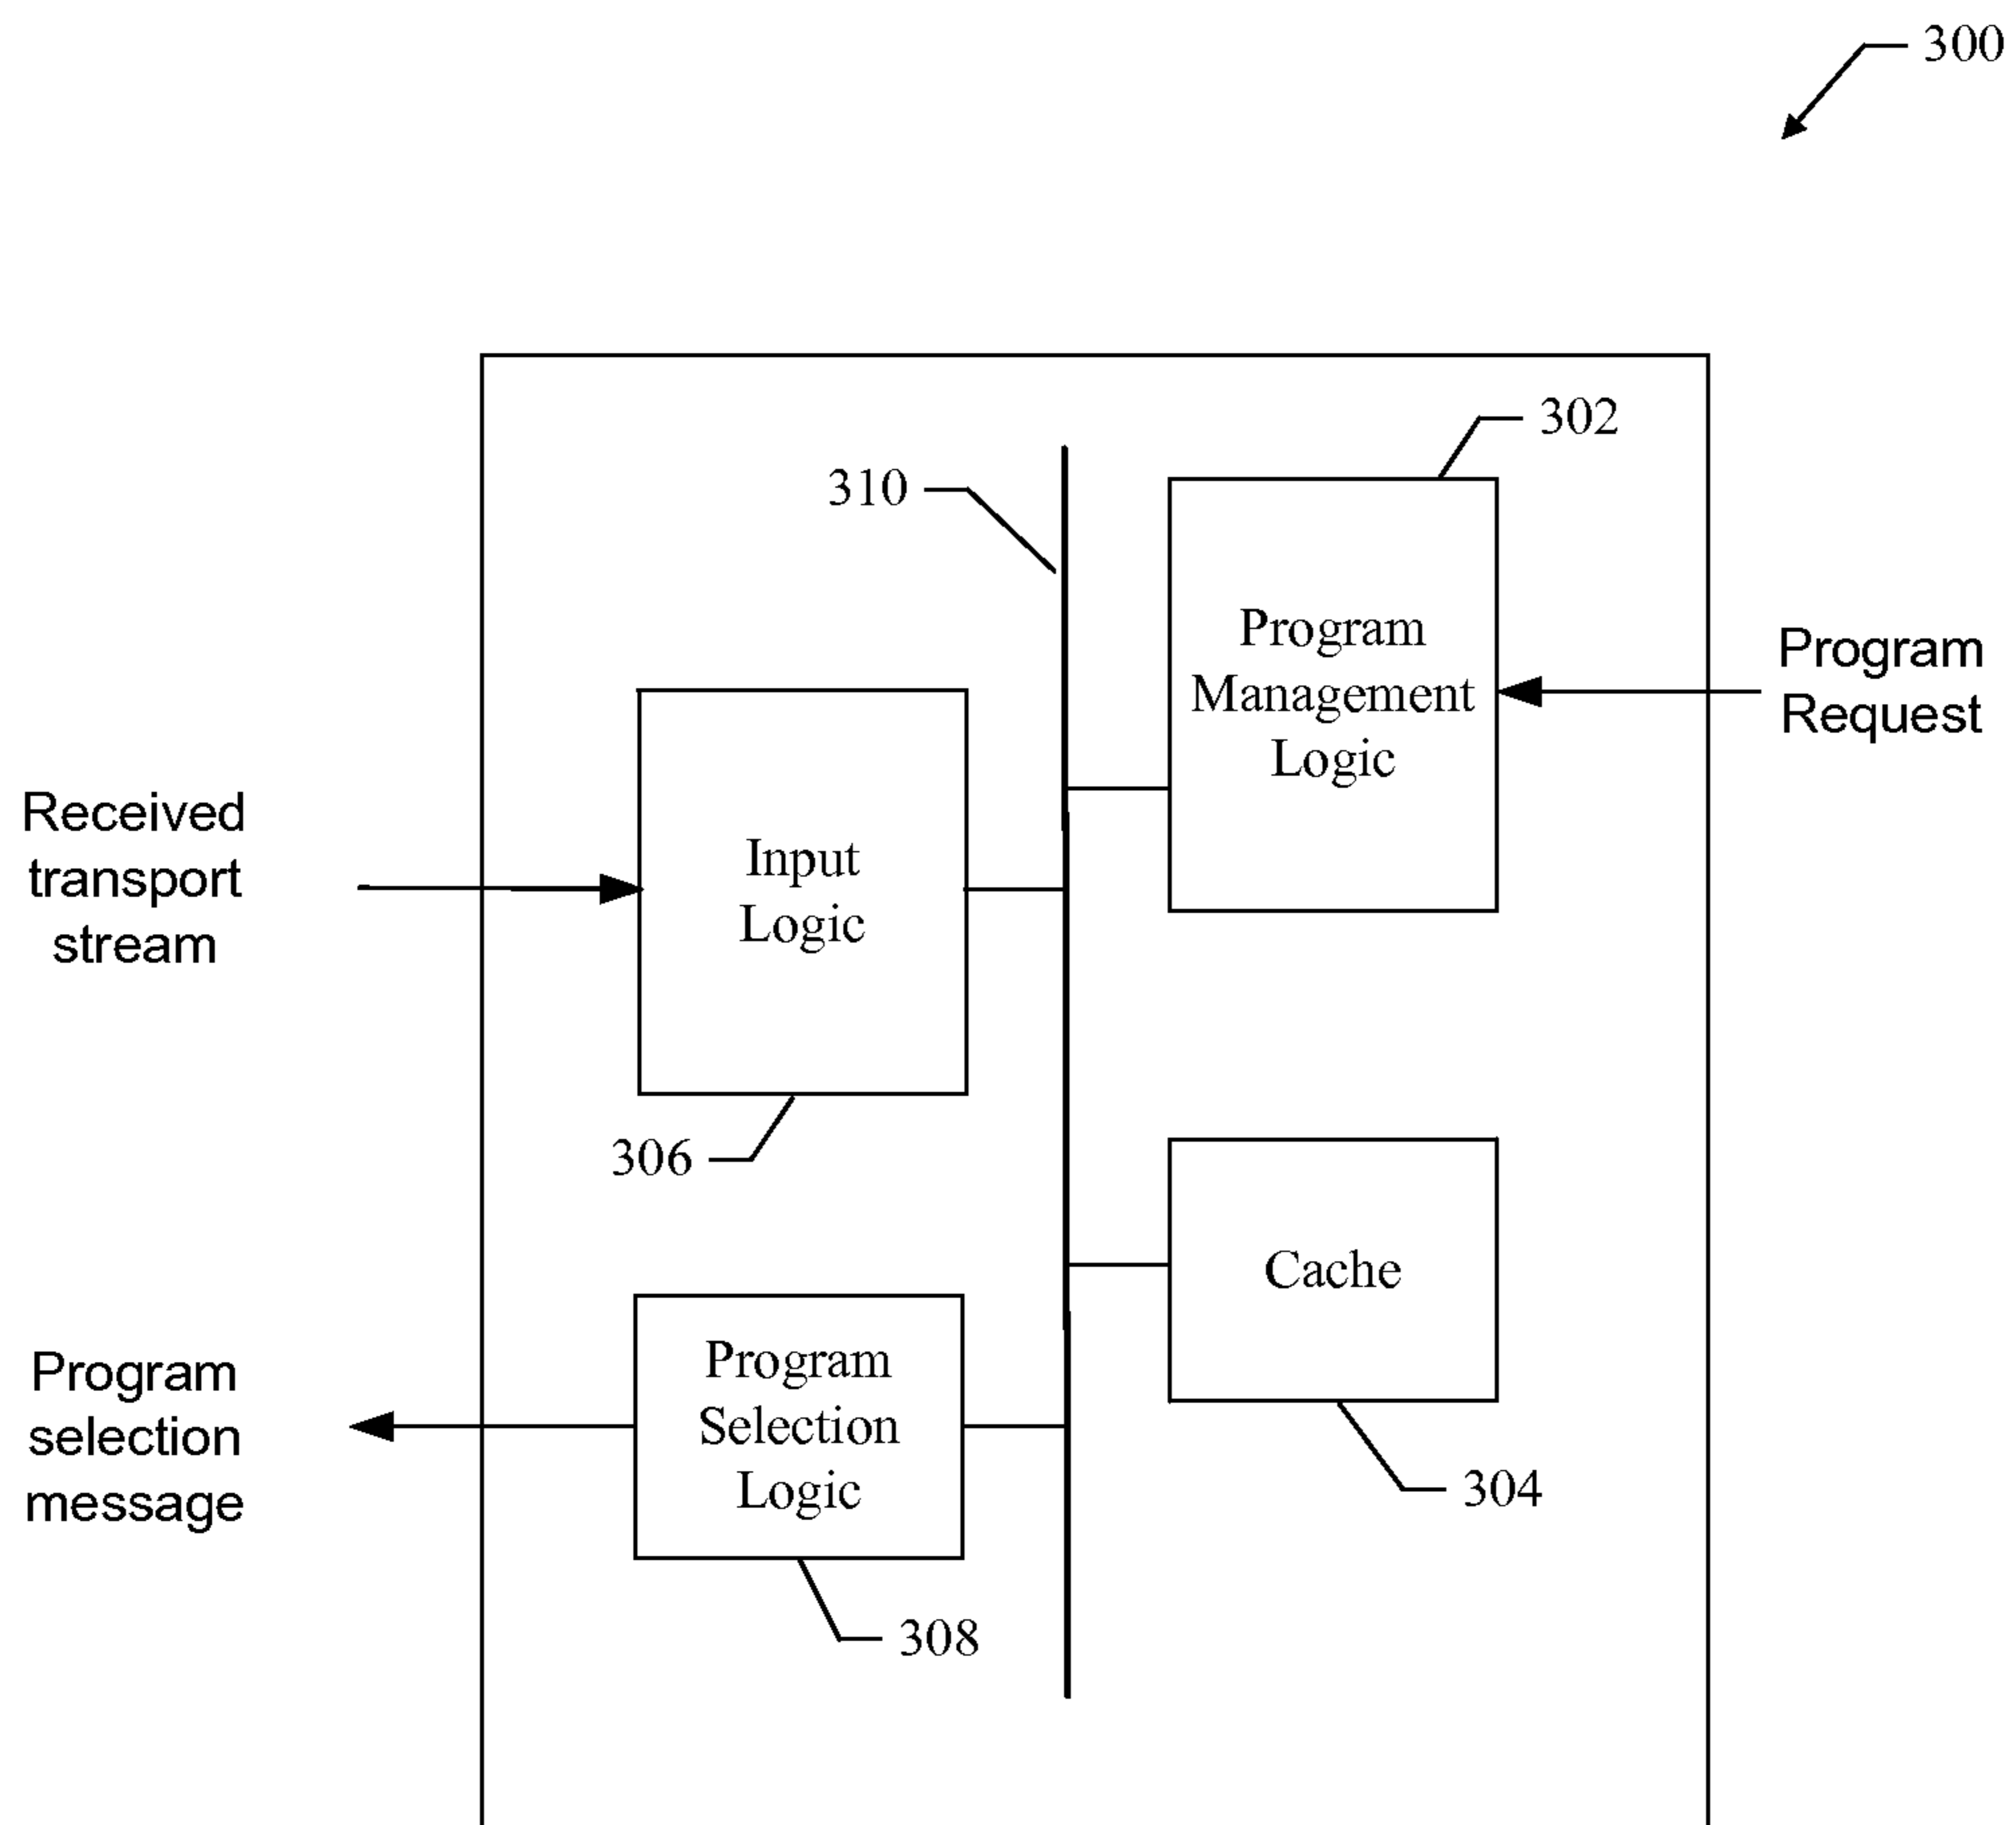 300
302
310
Program
Management
Logic
Program
Request
Received
transport
stream
Input
Logic
306
Cache
304
Program
selection
message
Program
Selection
Logic
308